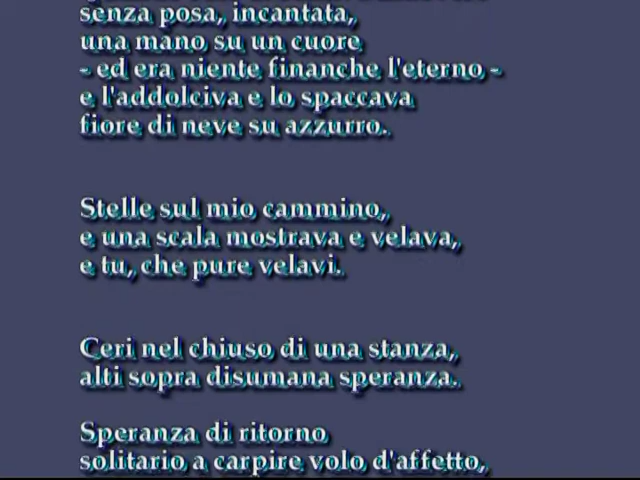 senza posa, incantata,
una mano su un cuore
- ed era niente finanche l'eterno -
e l'addolciva e lo spaccava
fiore di neve su azzurro.
Stelle sul mio cammino,
e una scala mostrava e velava,
e tu, che pure velavi.
Ceri nel chiuso di una stanza,
alti sopra disumana speranza.
Speranza di ritorno
solitario a carpire volo d'affetto,